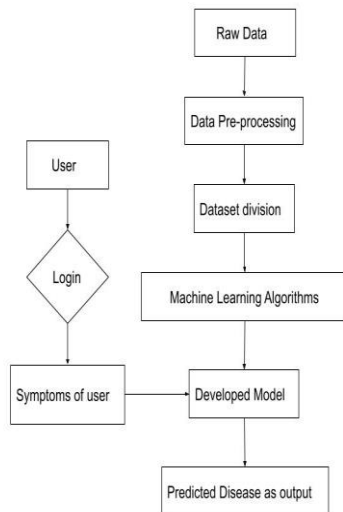 Raw Data
Data Pre-processing
User
Dataset division
Login
Machine Learning Algorithms
Symptoms of user
Developed Model
Predicted Disease as output